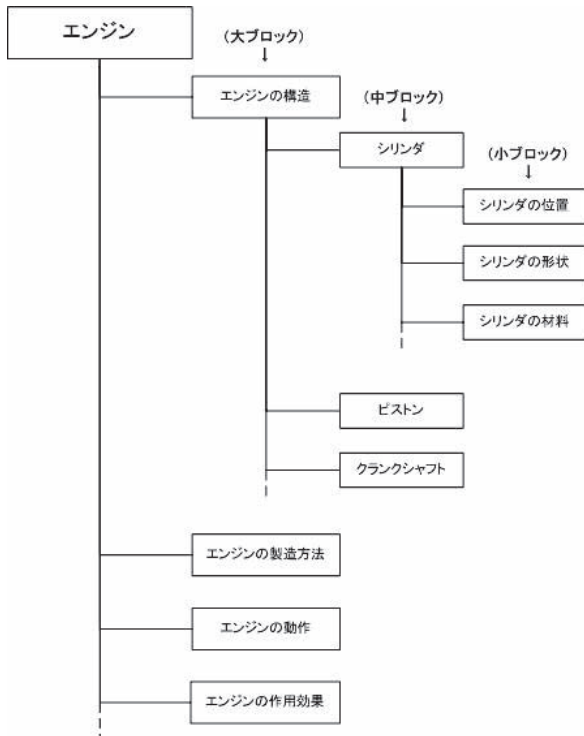 エンジン
(大ブロック)
↓
エンジンの構造
(中ブロック)
↓
シリンダ
(小ブロック)
↓
シリンダの位置
シリンダの形状
シリンダの材料
ピストン
クランクシャフト
エンジンの製造方法
エンジンの動作
エンジンの作用効果